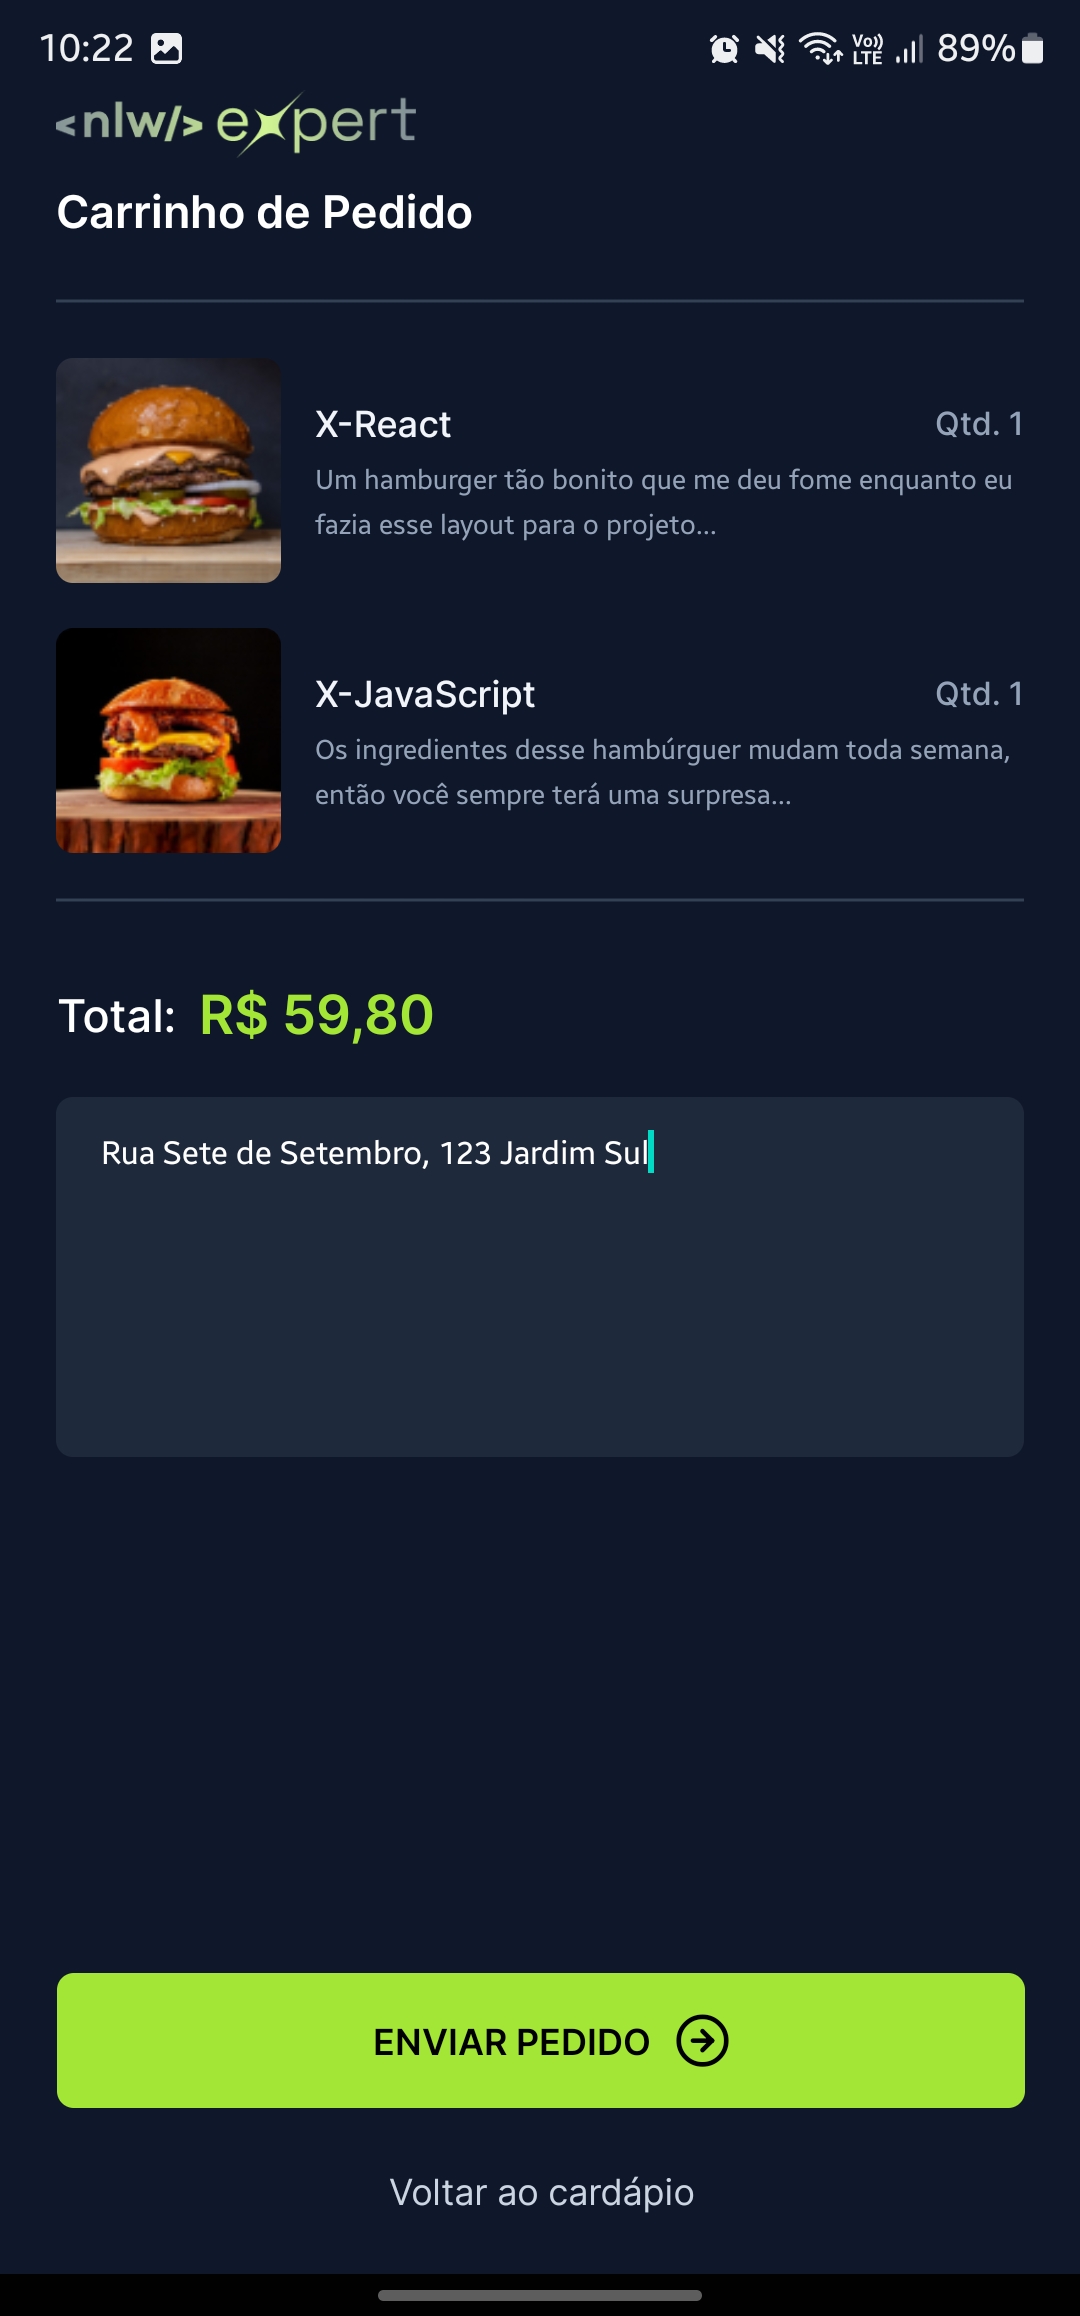 10:22 Vo)) LTE 89%
<nlw/> expert
Carrinho de Pedido
X-React Qtd. 1
Um hamburger tão bonito que me deu fome enquanto eu
fazia esse layout para o projeto...
X-JavaScript Qtd. 1
Os ingredientes desse hambúrguer mudam toda semana,
então você sempre terá uma surpresa...
Total: R$ 59,80
Rua Sete de Setembro, 123 Jardim Sul
ENVIAR PEDIDO
Voltar ao cardápio